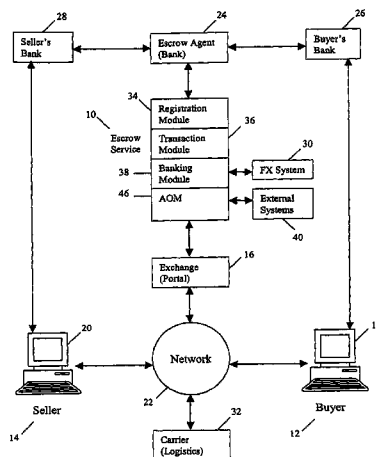 28
24
26
Seller's
Bank
Escrow Agent
(Bank)
Buyer's
Bank
34
Registration
Module
10
36
Escrow
Service
Transaction
Module
38
Banking
Module
30
FX System
46
AOM
External
Systems
40
Exchange
(Portal)
16
20
1
Network
22
Seller
Buyer
14
12
32
Carrier
(Logistics)